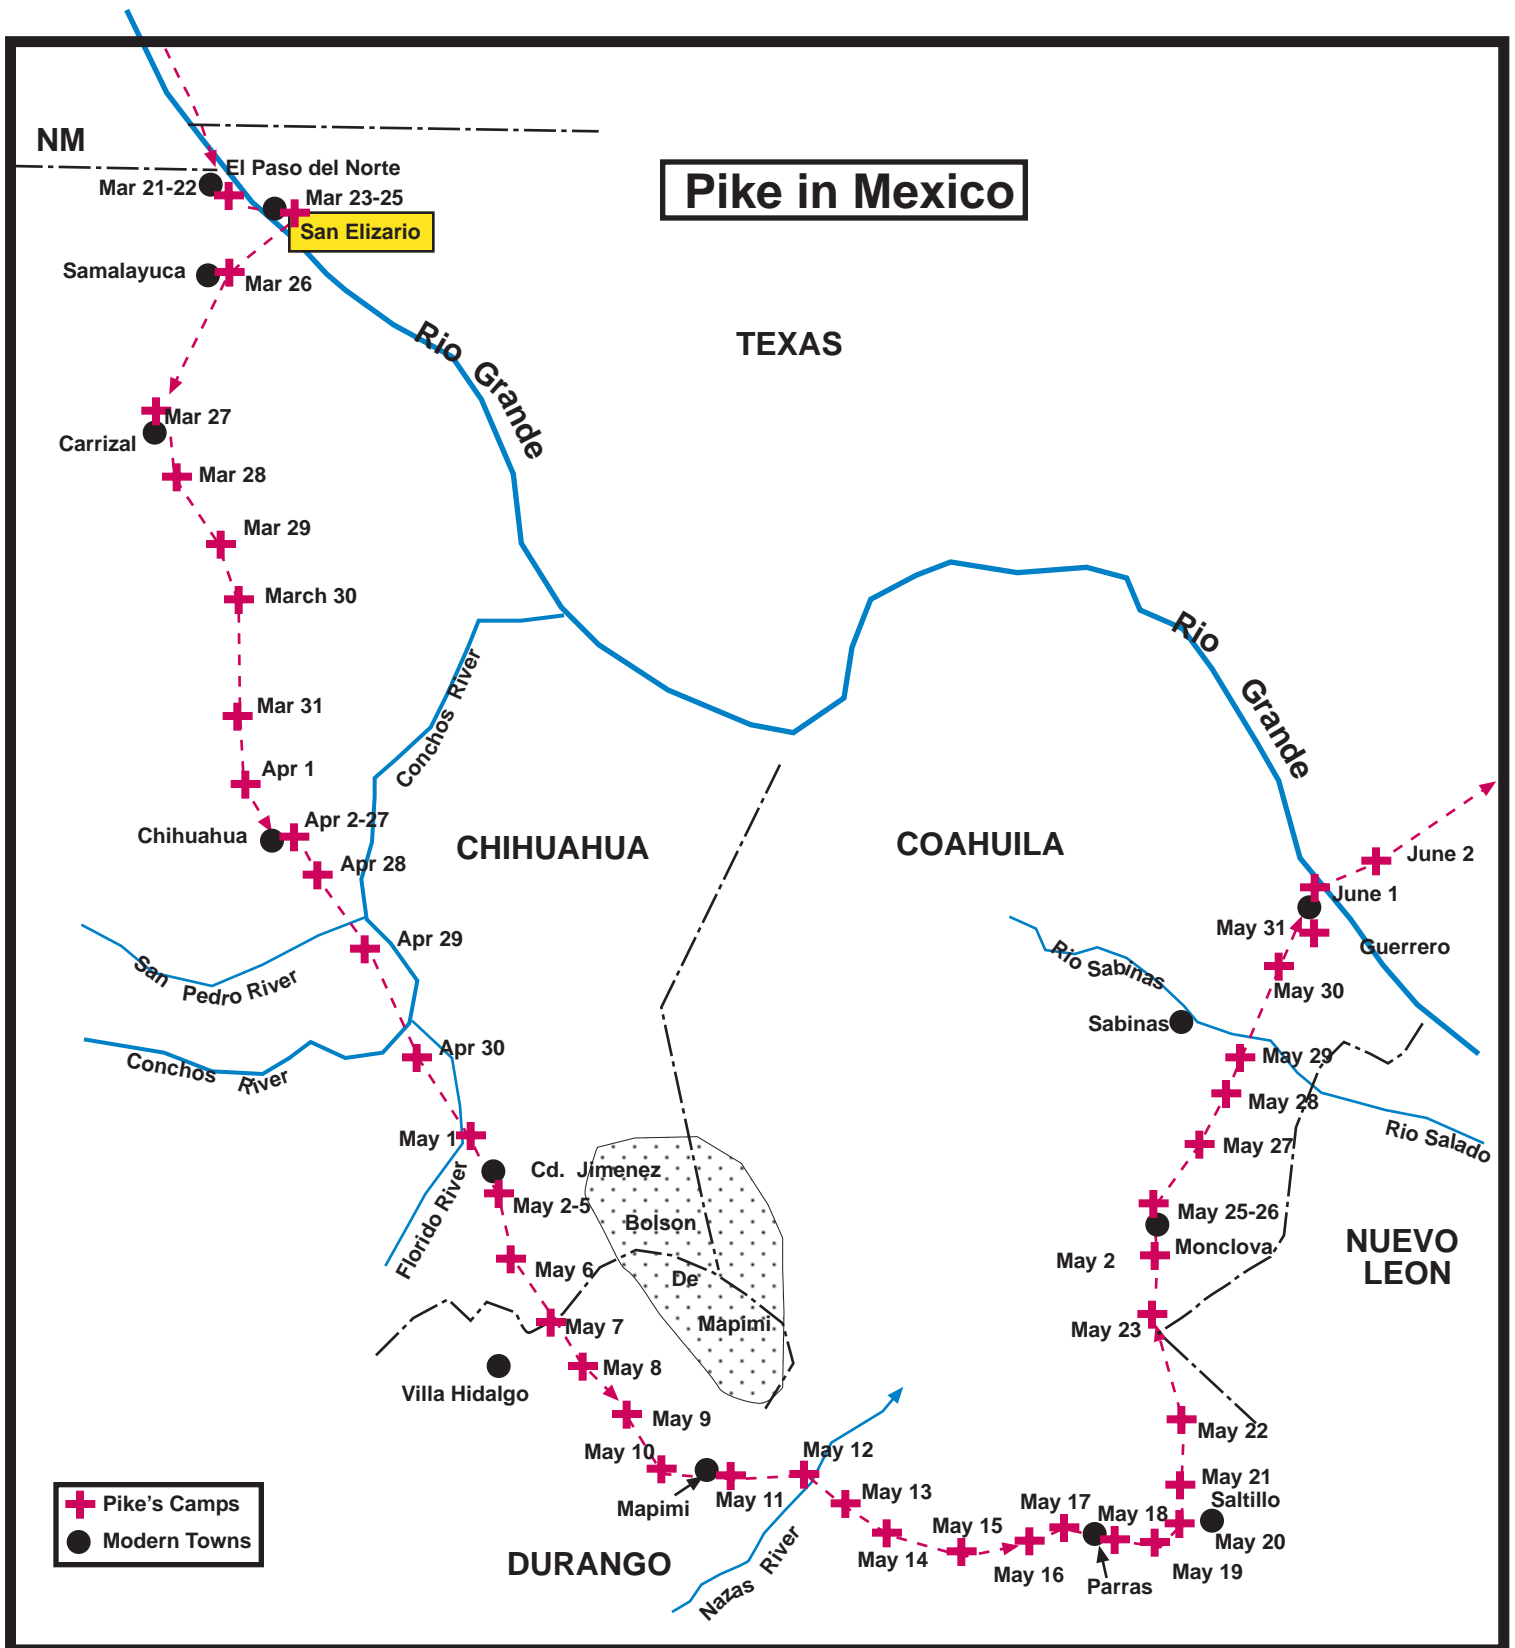 NM
El Paso del Norte
Mar 21-22
Mar 23-25
San Elizario
Pike in Mexico
Samalayuca
Mar 26
Rio Grande
TEXAS
Mar 27
Carrizal
Mar 28
Mar 29
March 30
Rio
Grande
Conchos River
Mar 31
Apr 1
Apr 2-27
Chihuahua
CHIHUAHUA
COAHUILA
Apr 28
June 2
June 1
May 31
Guerrero
Apr 29
San Pedro River
Rio Sabinas
May 30
Sabinas
Apr 30
May 29
Conchos River
May 28
May 1
May 27
Rio Salado
Cd. Jimenez
May 2-5
Florido River
Bolson
De
Mapimi
May 25-26
Monclova
May 2
NUEVO
LEON
May 6
May 7
May 23
May 8
Villa Hidalgo
May 9
May 22
May 10
May 12
Mapimi
May 11
May 13
May 14
May 15
May 16
May 17
May 18
Parras
May 19
May 21
Saltillo
May 20
DURANGO
Nazas River
Pike's Camps
Modern Towns